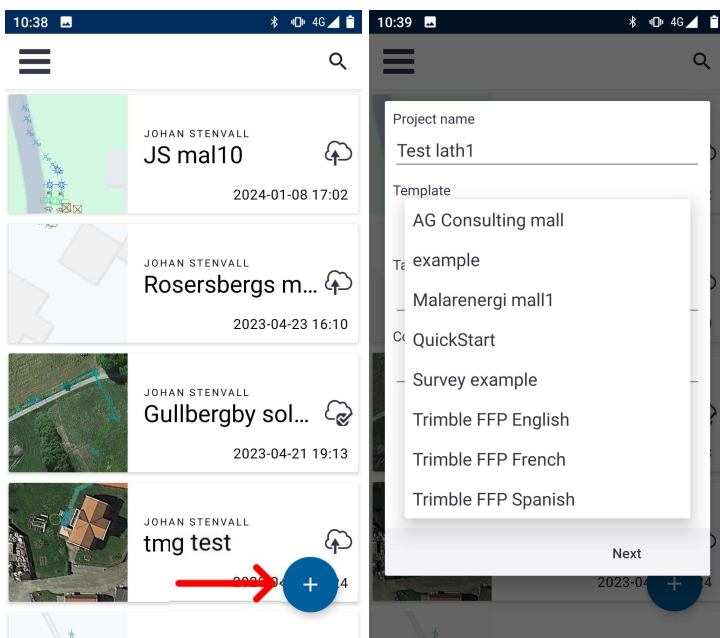 10:38
4G
JOHAN STENVALL
JS mal10
2024-01-08 17:02
JOHAN STENVALL
Rosersbergs m...
2023-04-23 16:10
JOHAN STENVALL
Gullbergby sol...
2023-04-21 19:13
JOHAN STENVALL
tmg test
+
10:39
4G
Project name
Test lath1
Template
AG Consulting mall
example
Malarenergi mall1
QuickStart
Survey example
Trimble FFP English
Trimble FFP French
Trimble FFP Spanish
Next
+